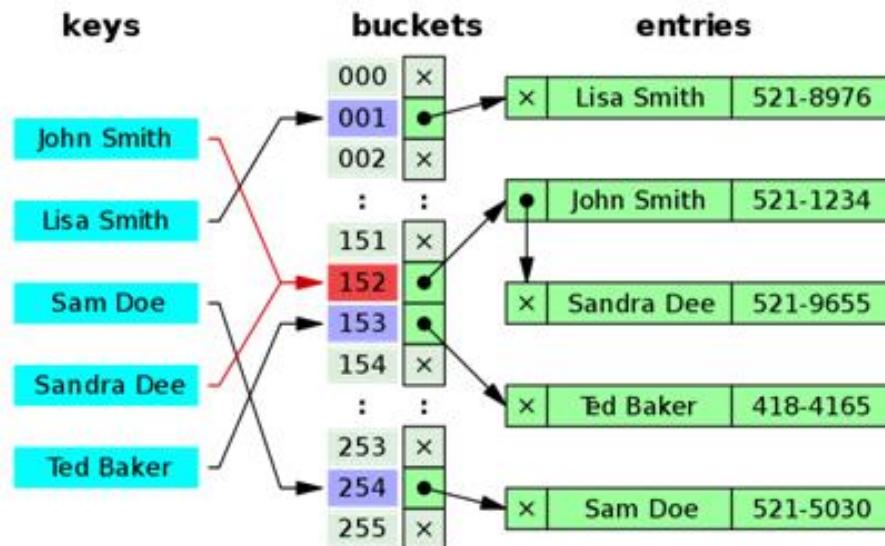 keys buckets entries
000 ×
× Lisa Smith 521-8976
001
John Smith
002 ×
: :
John Smith 521-1234
Lisa Smith
151 ×
152
Sam Doe
× Sandra Dee 521-9655
153
154 ×
Sandra Dee
: :
× Ted Baker 418-4165
253 ×
Ted Baker
254
× Sam Doe 521-5030
255 ×